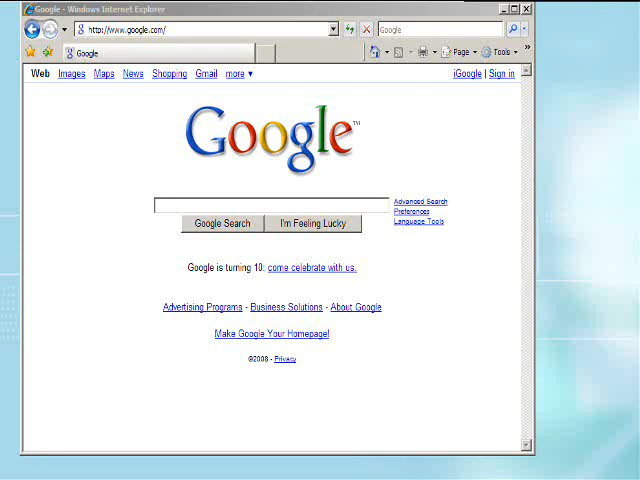 Google - Windows Internet Explorer
http://www.google.com/
Google
Google
Page
Tools
»
Web Images Maps News Shopping Gmail more ▼
iGoogle | Sign in
Google™
Advanced Search
Preferences
Language Tools
Google Search
I'm Feeling Lucky
Google is turning 10: come celebrate with us.
Advertising Programs - Business Solutions - About Google
Make Google Your Homepage!
©2008 - Privacy